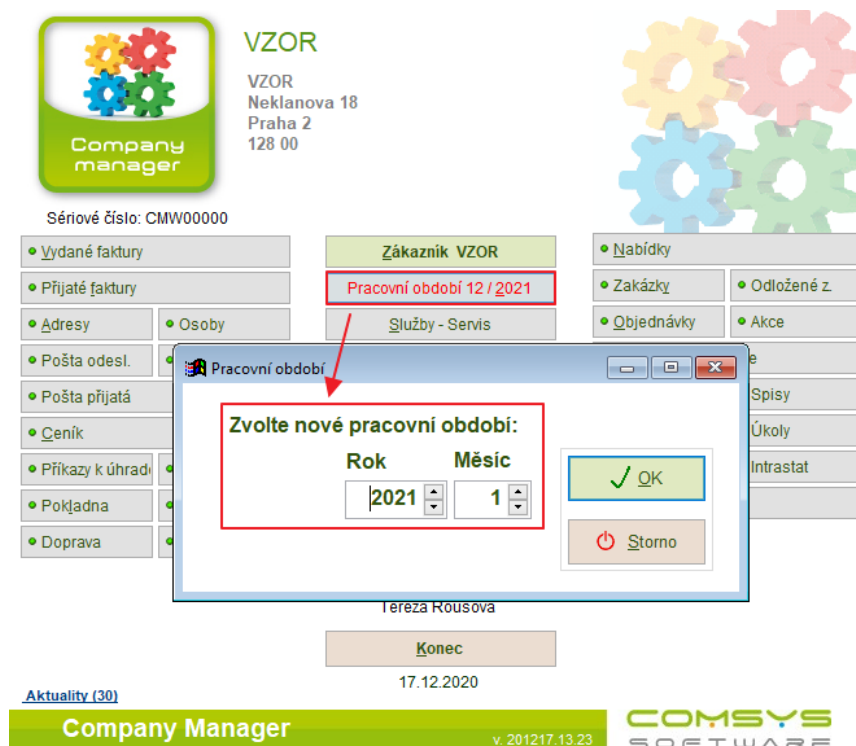 VZOR
VZOR
Neklanova 18
Praha 2
128 00
Company
manager
Sériové číslo: CMW00000
Vydané faktury
Zákazník VZOR
Nabídky
Přijaté faktury
Pracovní období 12 / 2021
Zakázky
Odložené z.
Adresy
Osoby
Služby - Servis
Objednávky
Akce
Pošta odesl.
Pracovní období
e
Pošta přijatá
Spisy
Zvolte nové pracovní období:
Ceník
Úkoly
Rok Měsíc
Příkazy k úhrad
OK
Intrastat
2021 1
Pokladna
Doprava
Storno
Tereza Rousová
Konec
17.12.2020
Aktuality (30)
Company Manager
v. 201217.13.23
COMSYS
SOFTWARE